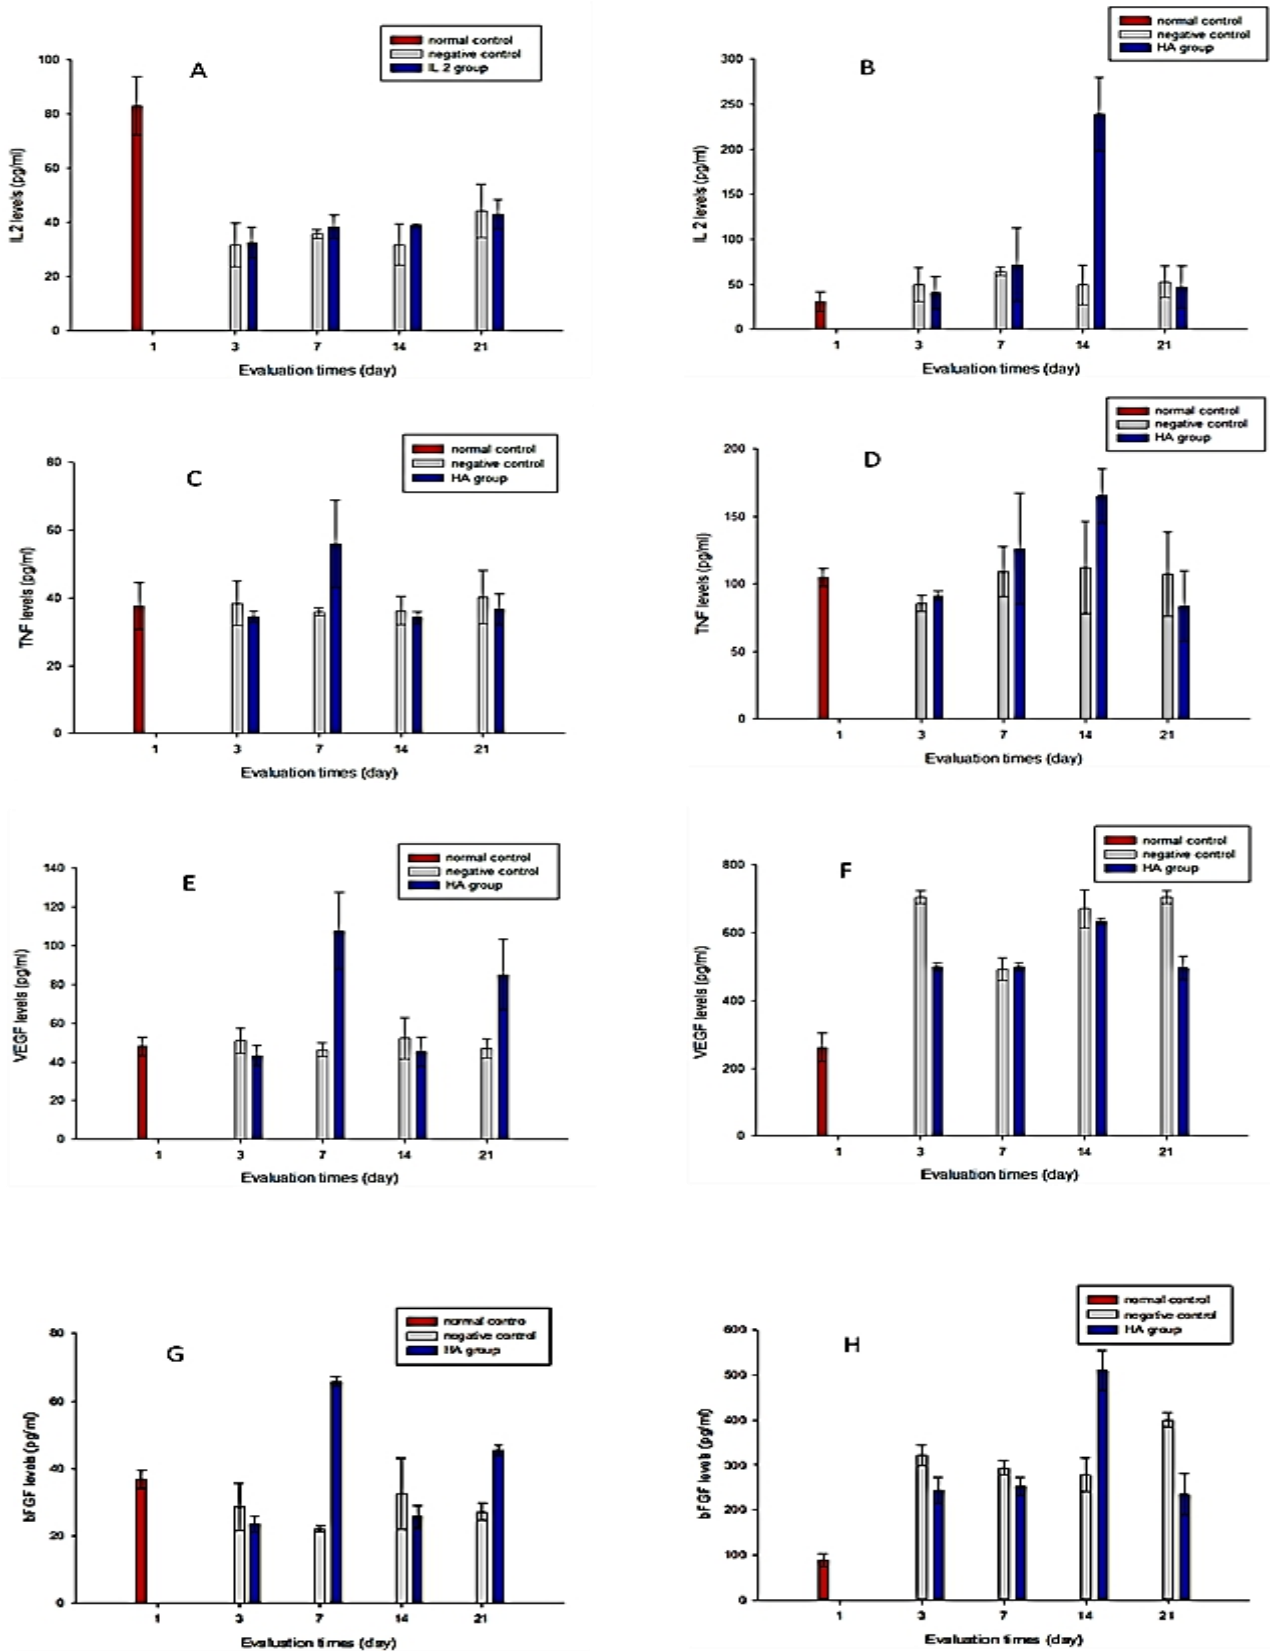 normal control
negative control
IL 2 group
A
100
80
60
40
20
0
IL2 levels (pg/ml)
1 3 7 14 21
Evaluation times (day)
normal control
negative control
HA group
B
300
250
200
150
100
50
0
IL 2 levels (pg/ml)
1 3 7 14 21
Evaluation times (day)
normal control
negative control
HA group
C
80
60
40
20
0
TNF levels (pg/ml)
1 3 7 14 21
Evaluation times (day)
normal control
negative control
HA group
D
200
150
100
50
0
TNF levels (pg/ml)
1 3 7 14 21
Evaluation times (day)
normal control
negative control
HA group
E
140
120
100
80
60
40
20
0
VEGF levels (pg/ml)
1 3 7 14 21
Evaluation times (day)
normal control
negative control
HA group
F
800
600
400
200
0
VEGF levels (pg/ml)
1 3 7 14 21
Evaluation times (day)
normal contro
negative control
HA group
G
80
60
40
20
0
bFGF levels (pg/ml)
1 3 7 14 21
Evaluation times (day)
normal control
negative control
HA group
H
600
500
400
300
200
100
0
bFGF levels (pg/ml)
1 3 7 14 21
Evaluation times (day)